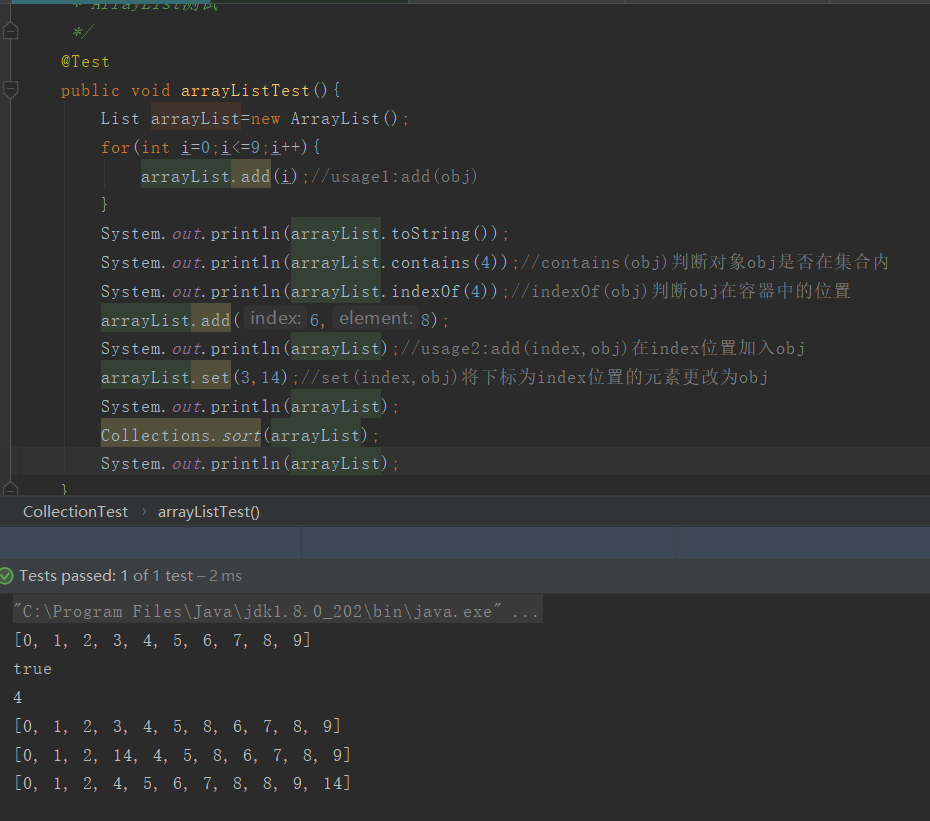 * ArrayList测试
*/
@Test
public void arrayListTest(){
List arrayList=new ArrayList();
for(int i=0;i<=9;i++){
arrayList.add(i);//usage1:add(obj)
}
System.out.println(arrayList.toString());
System.out.println(arrayList.contains(4));//contains(obj)判断对象obj是否在集合内
System.out.println(arrayList.indexOf(4));//indexOf(obj)判断obj在容器中的位置
arrayList.add( index: 6, element: 8);
System.out.println(arrayList);//usage2:add(index,obj)在index位置加入obj
arrayList.set(3,14);//set(index,obj)将下标为index位置的元素更改为obj
System.out.println(arrayList);
Collections.sort(arrayList);
System.out.println(arrayList);
}
CollectionTest › arrayListTest()
Tests passed: 1 of 1 test – 2 ms
"C:\Program Files\Java\jdk1.8.0_202\bin\java.exe" ...
[0, 1, 2, 3, 4, 5, 6, 7, 8, 9]
true
4
[0, 1, 2, 3, 4, 5, 8, 6, 7, 8, 9]
[0, 1, 2, 14, 4, 5, 8, 6, 7, 8, 9]
[0, 1, 2, 4, 5, 6, 7, 8, 8, 9, 14]